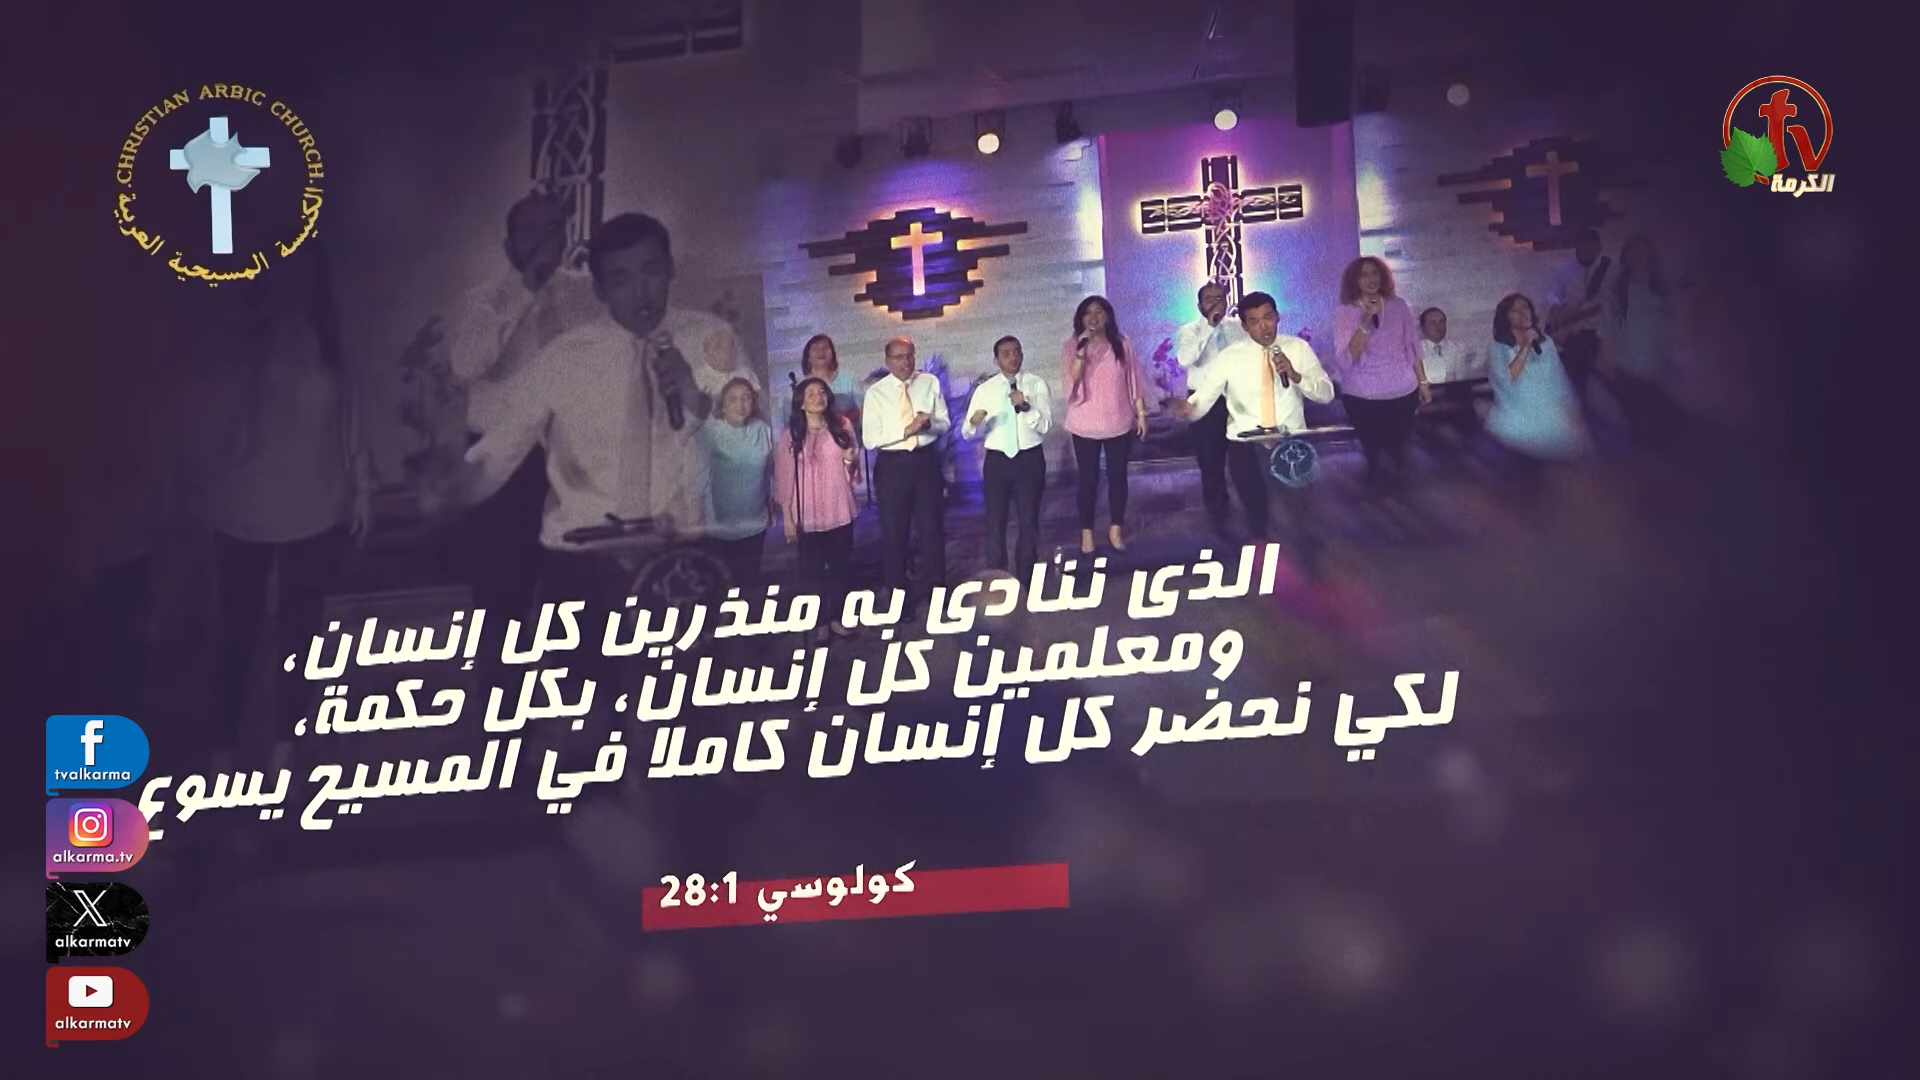 .CHRISTIAN ARBIC CHURCH.
الكنيسة المسيحية العربية
tv
الكرمة
الذى ننادى به منذرين كل إنسان،
ومعلمين كل إنسان، بكل حكمة،
لكي نحضر كل إنسان كاملا في المسيح يسوع
كولوسي 28:1
tvalkarma
alkarma.tv
alkarmatv
alkarmatv